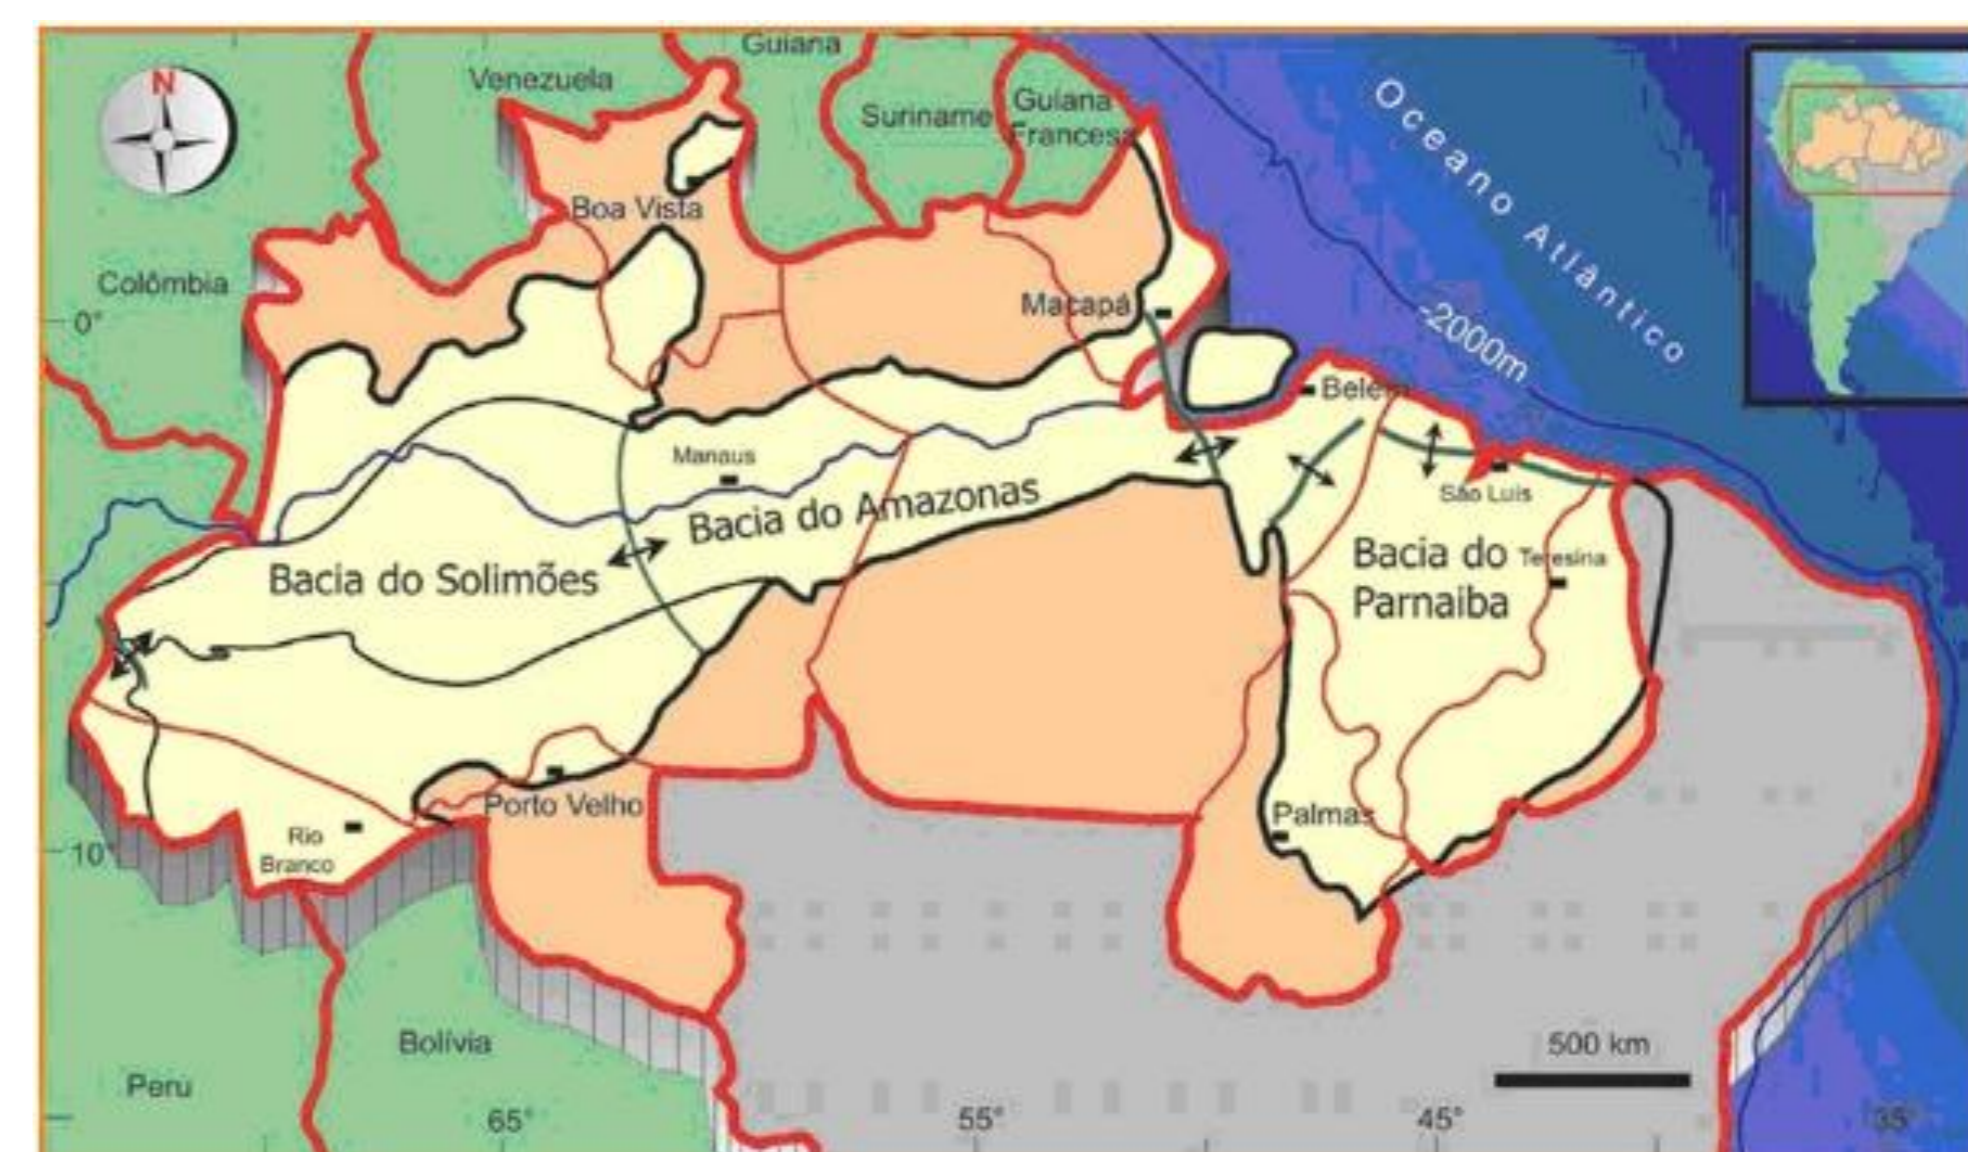 Guiana
Venezuela
N
Suriname
Guiana
Francesa
Oceano Atlântico
Boa Vista
Colômbia
Macapá
0°
-2000m
Belém
Manaus
São Luis
Bacia do Amazonas
Bacia do Solimões
Bacia do
Parnaiba
Teresina
Porto Velho
Palmas
Rio
Branco
10°
Bolívia
500 km
Peru
65°
55°
45°
35°